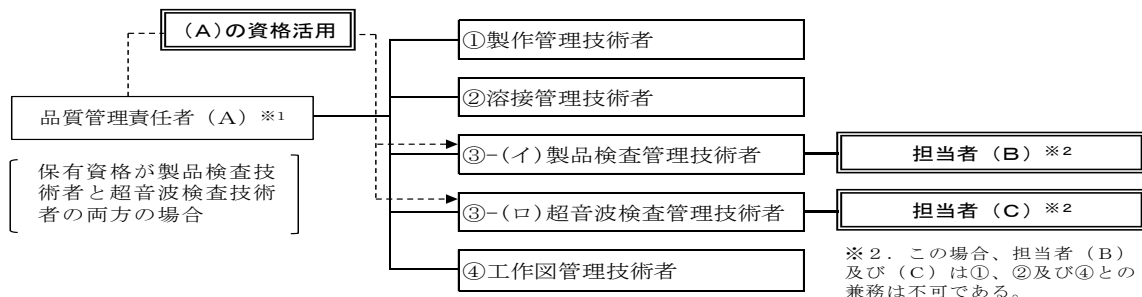 (A)の資格活用
①製作管理技術者
②溶接管理技術者
品質管理責任者(A)※1
③-(イ)製品検査管理技術者
担当者(B)※2
保有資格が製品検査技
術者と超音波検査技術
者の両方の場合
③-(ロ)超音波検査管理技術者
担当者(C)※2
④工作図管理技術者
※2.この場合、担当者(B)
及び(C)は①、②及び④との
兼務は不可である。